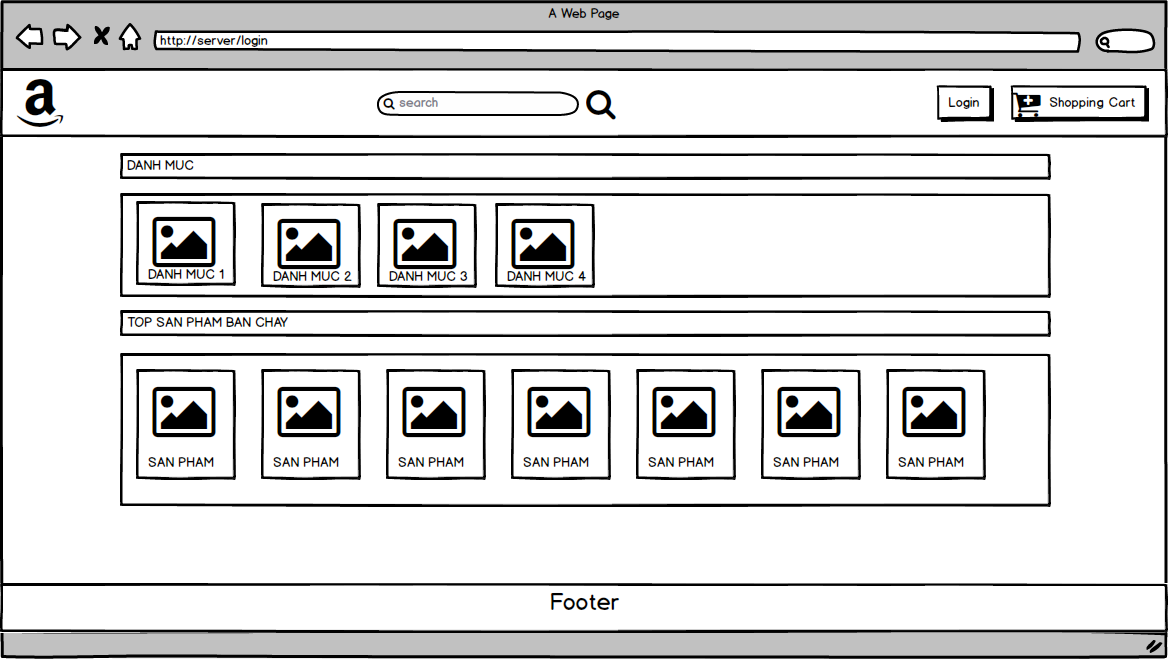 A Web Page
http://server/login
a
search
Login
Shopping Cart
DANH MUC
DANH MUC 1
DANH MUC 2
DANH MUC 3
DANH MUC 4
TOP SAN PHAM BAN CHAY
SAN PHAM
SAN PHAM
SAN PHAM
SAN PHAM
SAN PHAM
SAN PHAM
SAN PHAM
Footer